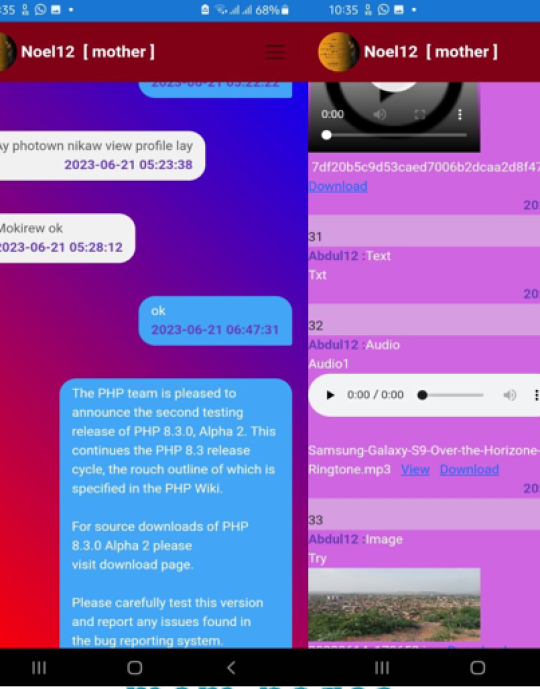 :35
68%
Noel12 [ mother ]
2023-06-21 05:22:22
Ay photown nikaw view profile lay
2023-06-21 05:23:38
Mokirew ok
2023-06-21 05:28:12
ok
2023-06-21 06:47:31
The PHP team is pleased to
announce the second testing
release of PHP 8.3.0, Alpha 2. This
continues the PHP 8.3 release
cycle, the rouch outline of which is
specified in the PHP Wiki.
For source downloads of PHP
8.3.0 Alpha 2 please
visit download page.
Please carefully test this version
and report any issues found in
the bug reporting system.
10:35
Noel12 [ mother ]
0:00
7df20b5c9d53caed7006b2dcaa2d8f47
Download
20
31
Abdul12 :Text
Txt
20
32
Abdul12 :Audio
Audio1
0:00 / 0:00
Samsung-Galaxy-S9-Over-the-Horizone-
Ringtone.mp3 View Download
20
33
Abdul12 :Image
Try